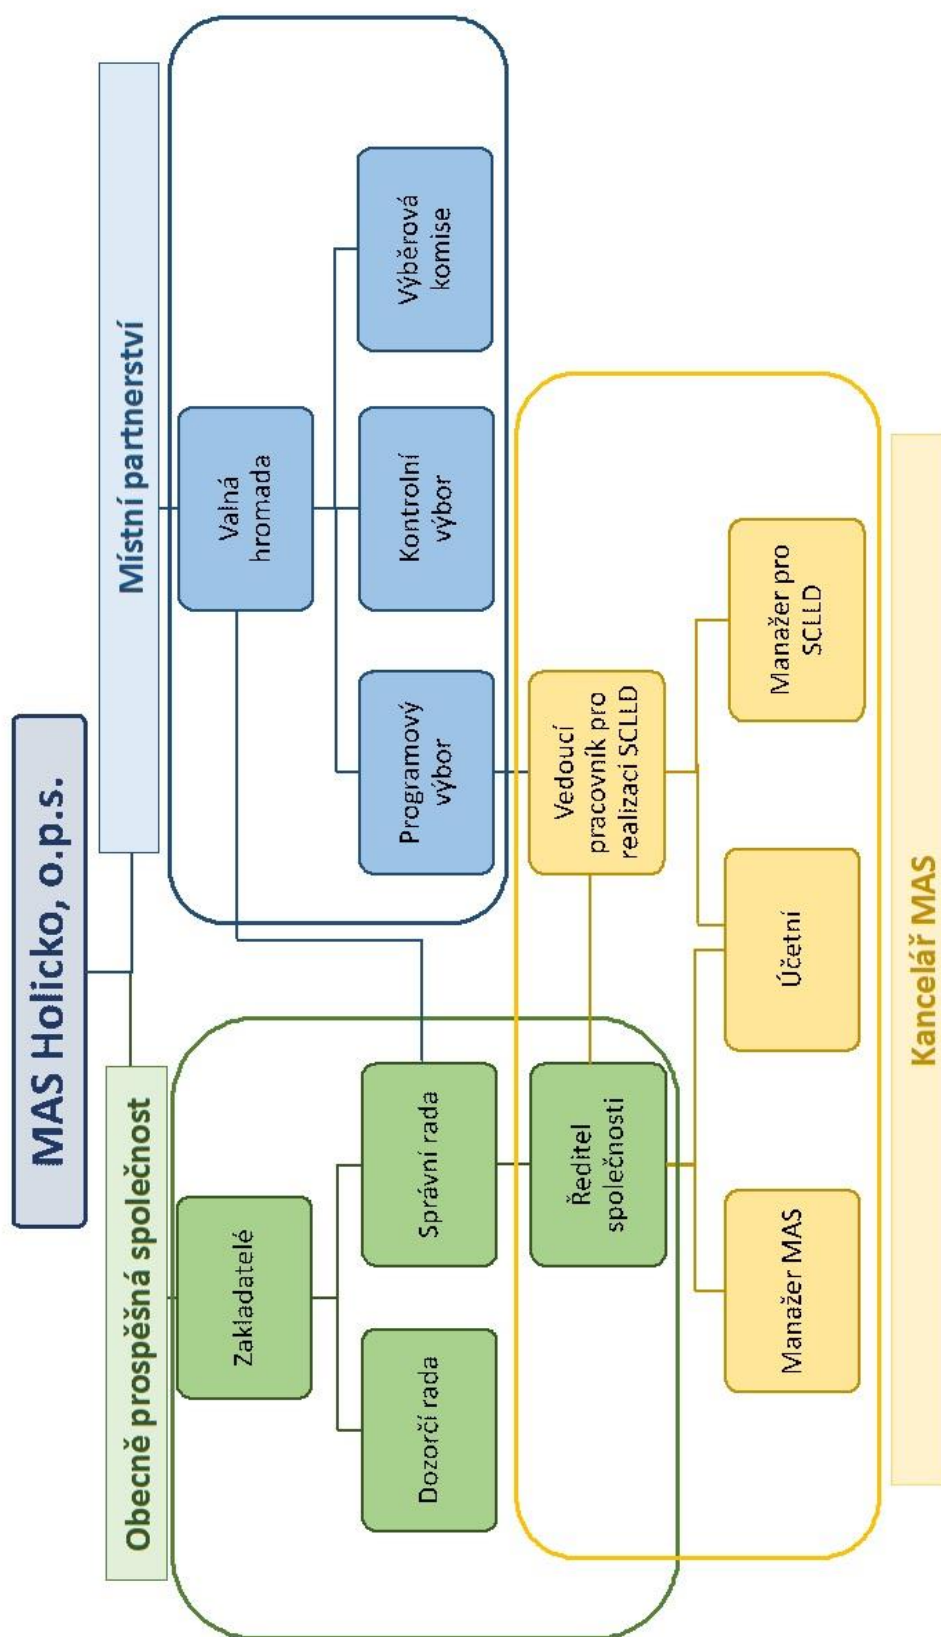 MAS Holicko, o.p.s.
Obecně prospěšná společnost
Místní partnerství
Zakladatelé
Valná
hromada
Dozorčí rada
Správní rada
Programový
výbor
Kontrolní
výbor
Výběrová
komise
Ředitel
společnosti
Vedoucí
pracovník pro
realizaci SCLLD
Manažer MAS
Účetní
Manažer pro
SCLLD
Kancelář MAS